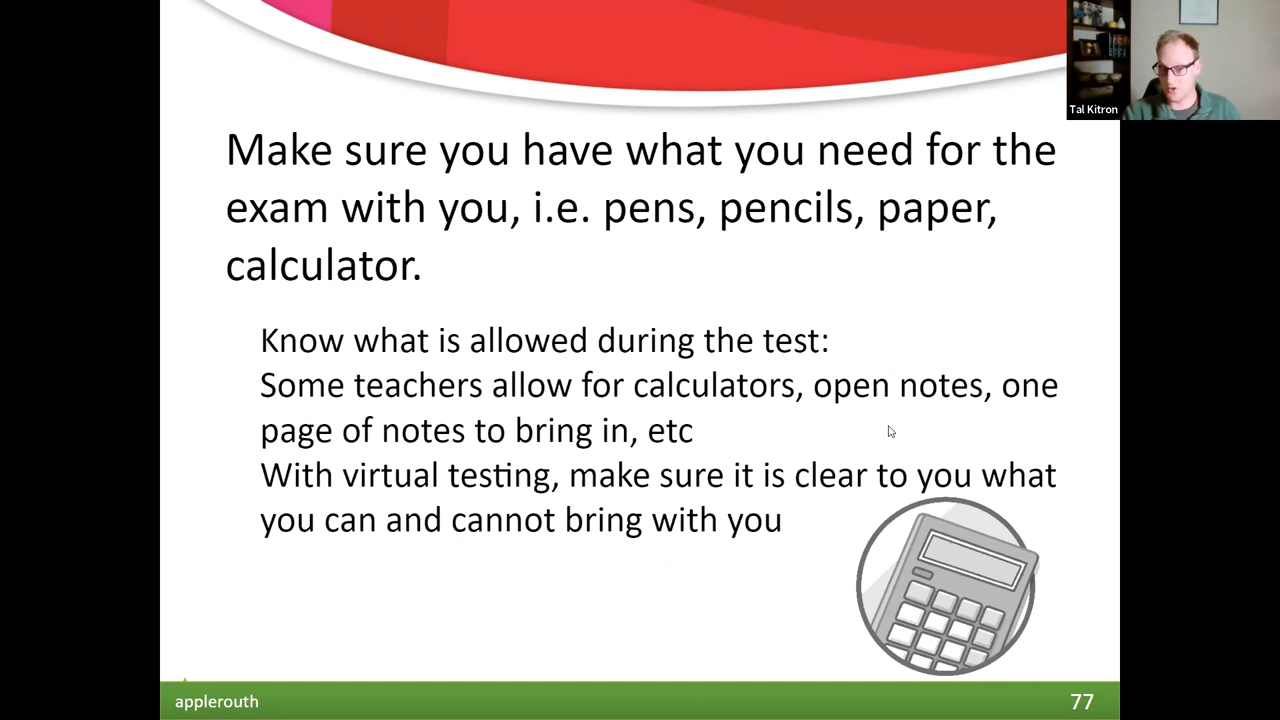 Make sure you have what you need for the
exam with you, i.e. pens, pencils, paper,
calculator.
Know what is allowed during the test:
Some teachers allow for calculators, open notes, one
page of notes to bring in, etc
With virtual testing, make sure it is clear to you what
you can and cannot bring with you
applerouth
77
Tal Kitron